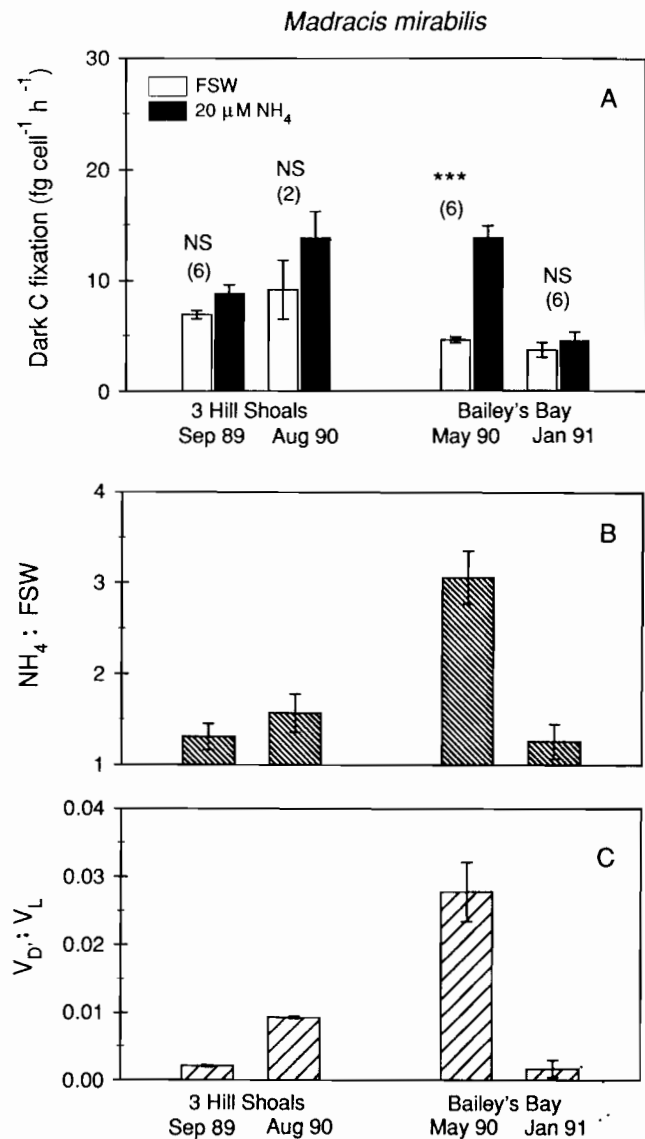 Madracis mirabilis
30
20
10
0
Dark C fixation (fg cell⁻¹ h⁻¹)
FSW
20 µM NH₄
A
NS
(6)
NS
(2)
***
(6)
NS
(6)
3 Hill Shoals
Sep 89 Aug 90
Bailey's Bay
May 90 Jan 91
4
3
2
1
NH₄ : FSW
B
0.04
0.03
0.02
0.01
0.00
V_D' : V_L
C
3 Hill Shoals
Sep 89 Aug 90
Bailey's Bay
May 90 Jan 91